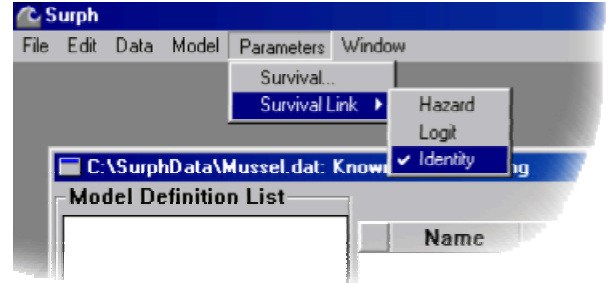 Surph
File Edit Data Model Parameters Window
Survival...
Survival Link
Hazard
Logit
Identity
C:\SurphData\Mussel.dat:
Model Definition List
Name